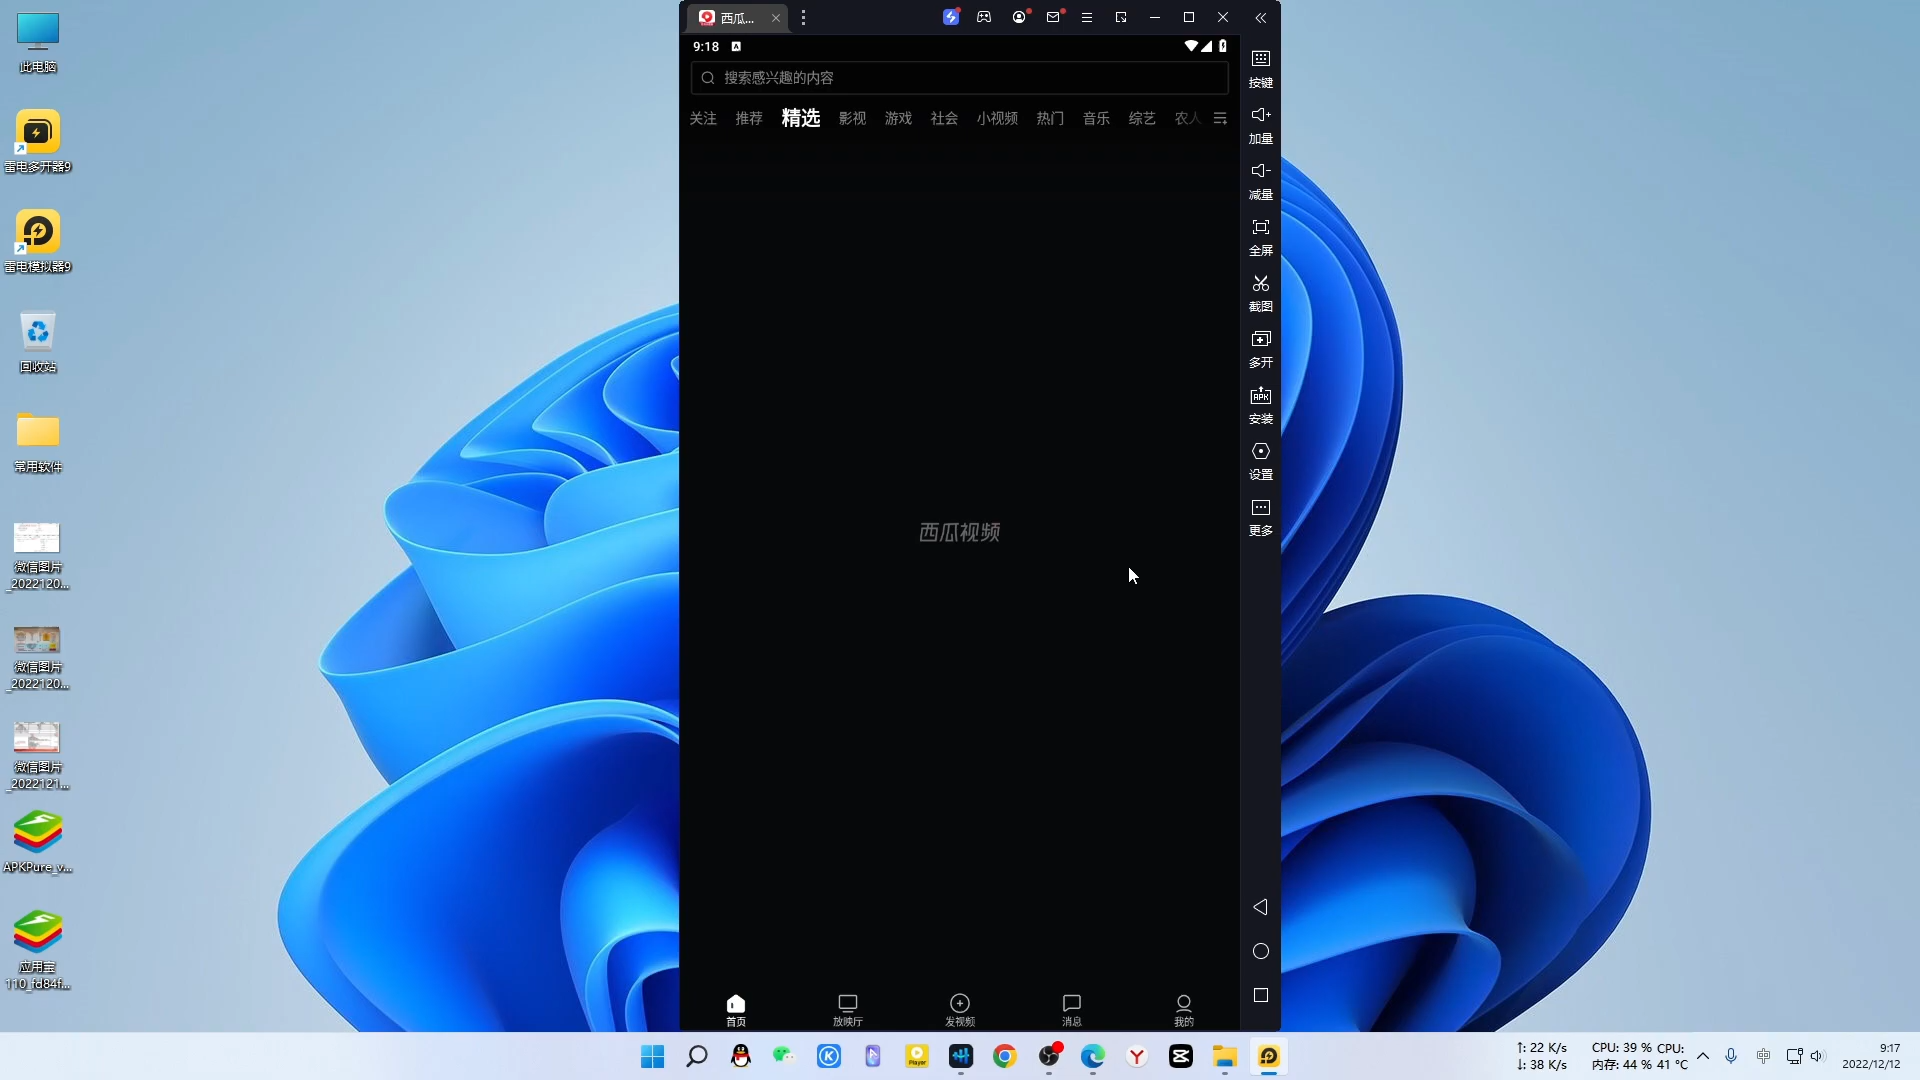 此电脑
雷电多开器9
雷电模拟器9
回收站
常用软件
微信图片
_2022120...
微信图片
_2022120...
微信图片
_2022121...
APKPure_v...
应用宝
110_fd84f...
西瓜...
9:18
搜索感兴趣的内容
关注 推荐 精选 影视 游戏 社会 小视频 热门 音乐 综艺 农人
西瓜视频
首页 放映厅 发视频 消息 我的
按键
加量
减量
全屏
截图
多开
APK
安装
设置
更多
Player
↑: 22 K/s CPU: 39 % CPU:
↓: 38 K/s 内存: 44 % 41 °C
中
9:17
2022/12/12